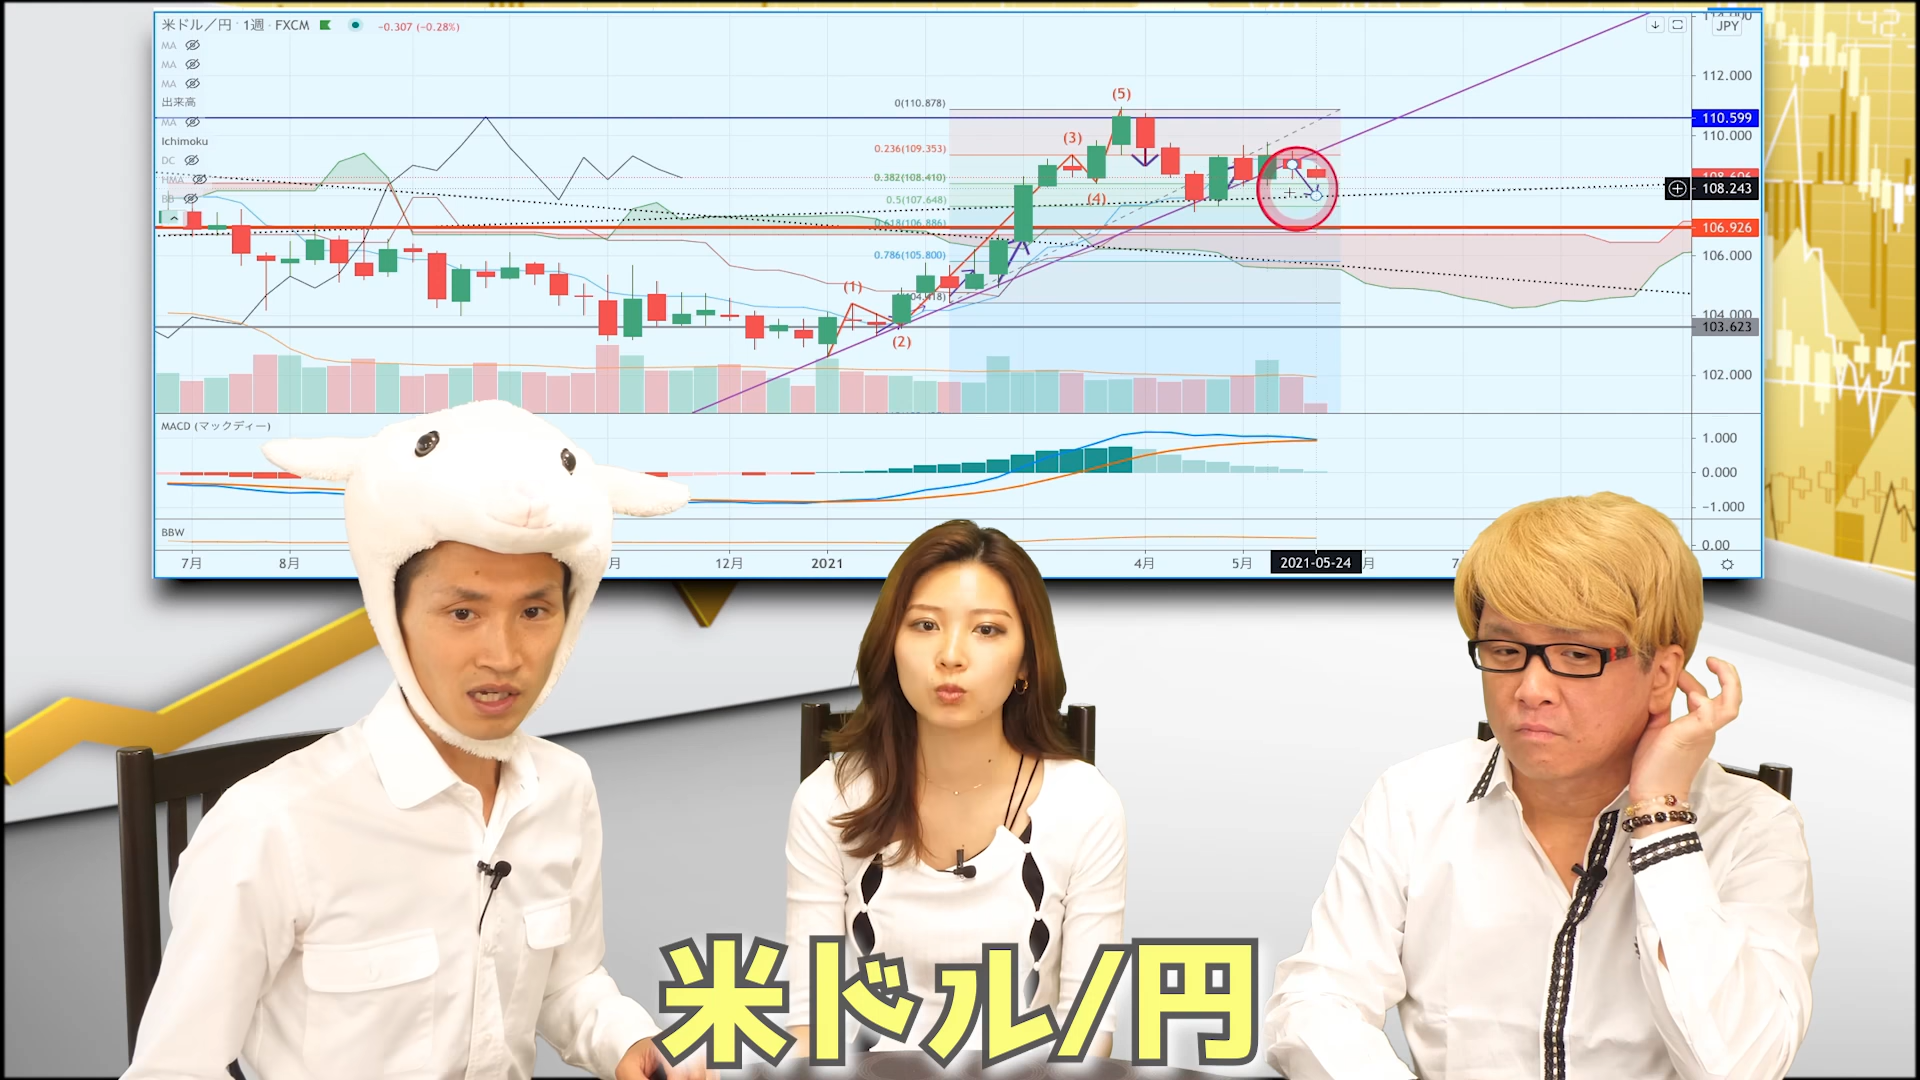 米ドル／円・1週・FXCM
-0.307 (-0.28%)
MA
MA
MA
出来高
MA
Ichimoku
DC
HMA
BB
0(110.878)
0.236(109.353)
0.382(108.410)
0.5(107.648)
0.618(106.886)
0.786(105.800)
(1)
(2)
(3)
(4)
(5)
JPY
112.000
110.599
110.000
108.243
106.926
106.000
104.000
103.623
102.000
MACD (マックディー)
1.000
0.000
-1.000
BBW
0.00
7月
8月
12月
2021
4月
5月
2021-05-24
米ドル/円